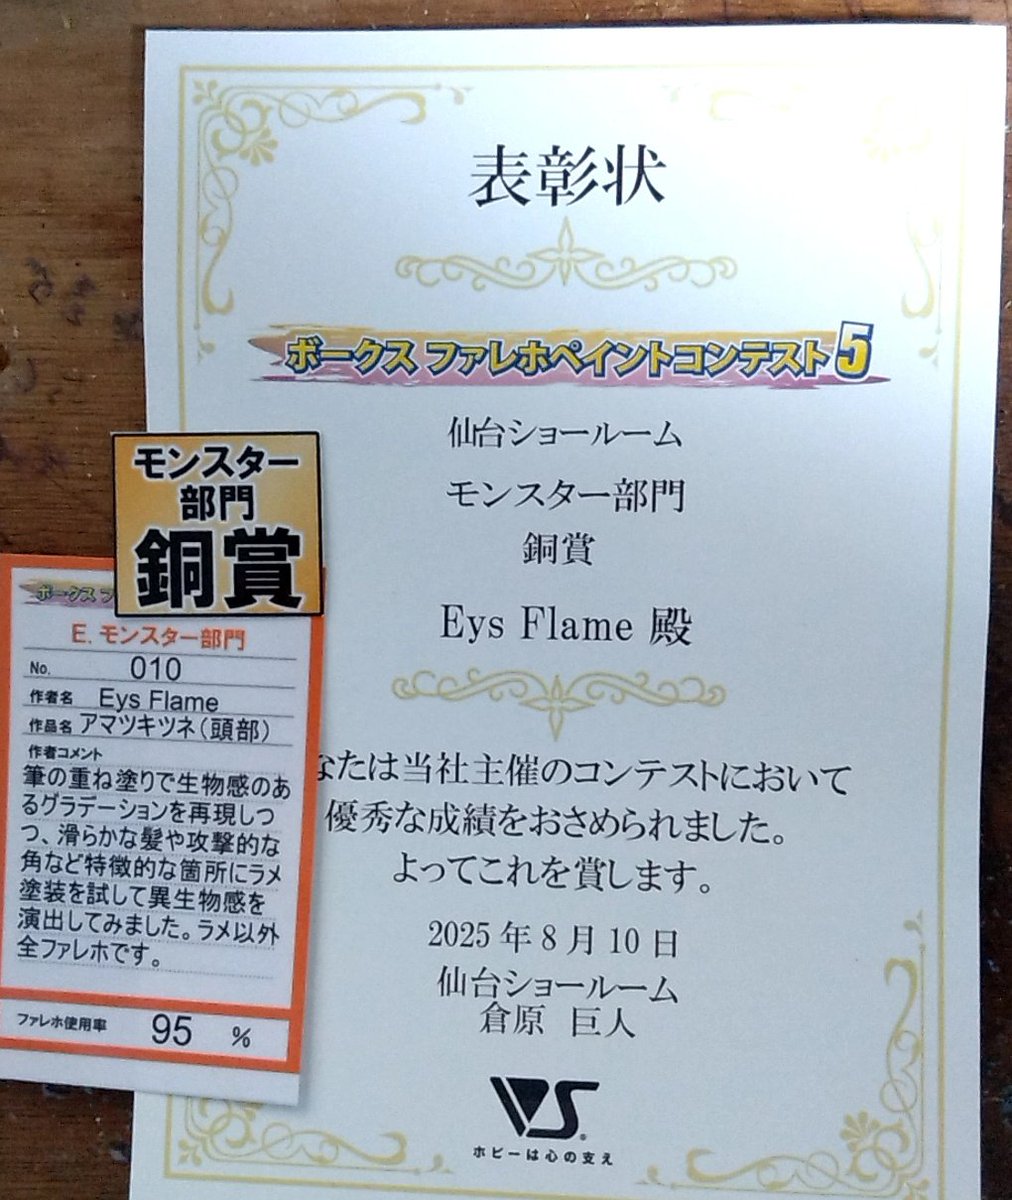 表彰状
ボークス ファレホペイントコンテスト5
仙台ショールーム
モンスター部門
銅賞
Eys Flame 殿
なたは当社主催のコンテストにおいて
優秀な成績をおさめられました。
よってこれを賞します。
2025年8月10日
仙台ショールーム
倉原 巨人
VS
ホビーは心の支え
モンスター
部門
銅賞
ボークス フ
E. モンスター部門
No. 010
作者名 Eys Flame
作品名 アマツキツネ(頭部)
作者コメント
筆の重ね塗りで生物感のあ
るグラデーションを再現しつ
つ、滑らかな髪や攻撃的な
角など特徴的な箇所にラメ
塗装を試して異生物感を
演出してみました。ラメ以外
全ファレホです。
ファレホ使用率 95 %